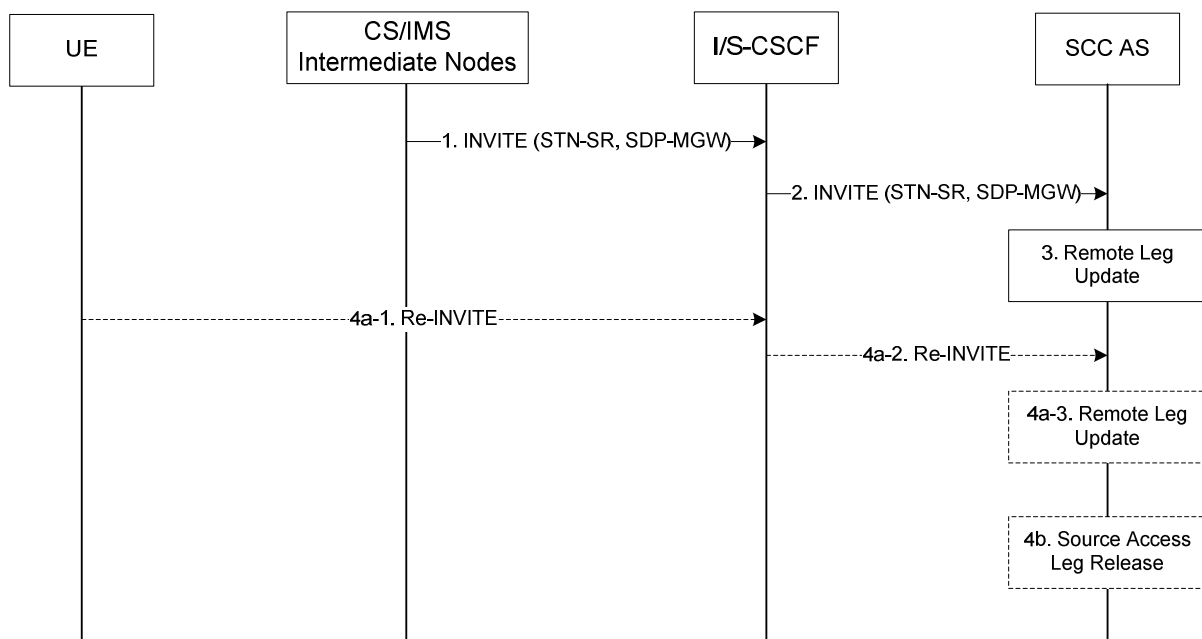 UE
CS/IMS
Intermediate Nodes
I/S-CSCF
SCC AS
1. INVITE (STN-SR, SDP-MGW)
2. INVITE (STN-SR, SDP-MGW)
3. Remote Leg
Update
4a-1. Re-INVITE
4a-2. Re-INVITE
4a-3. Remote Leg
Update
4b. Source Access
Leg Release